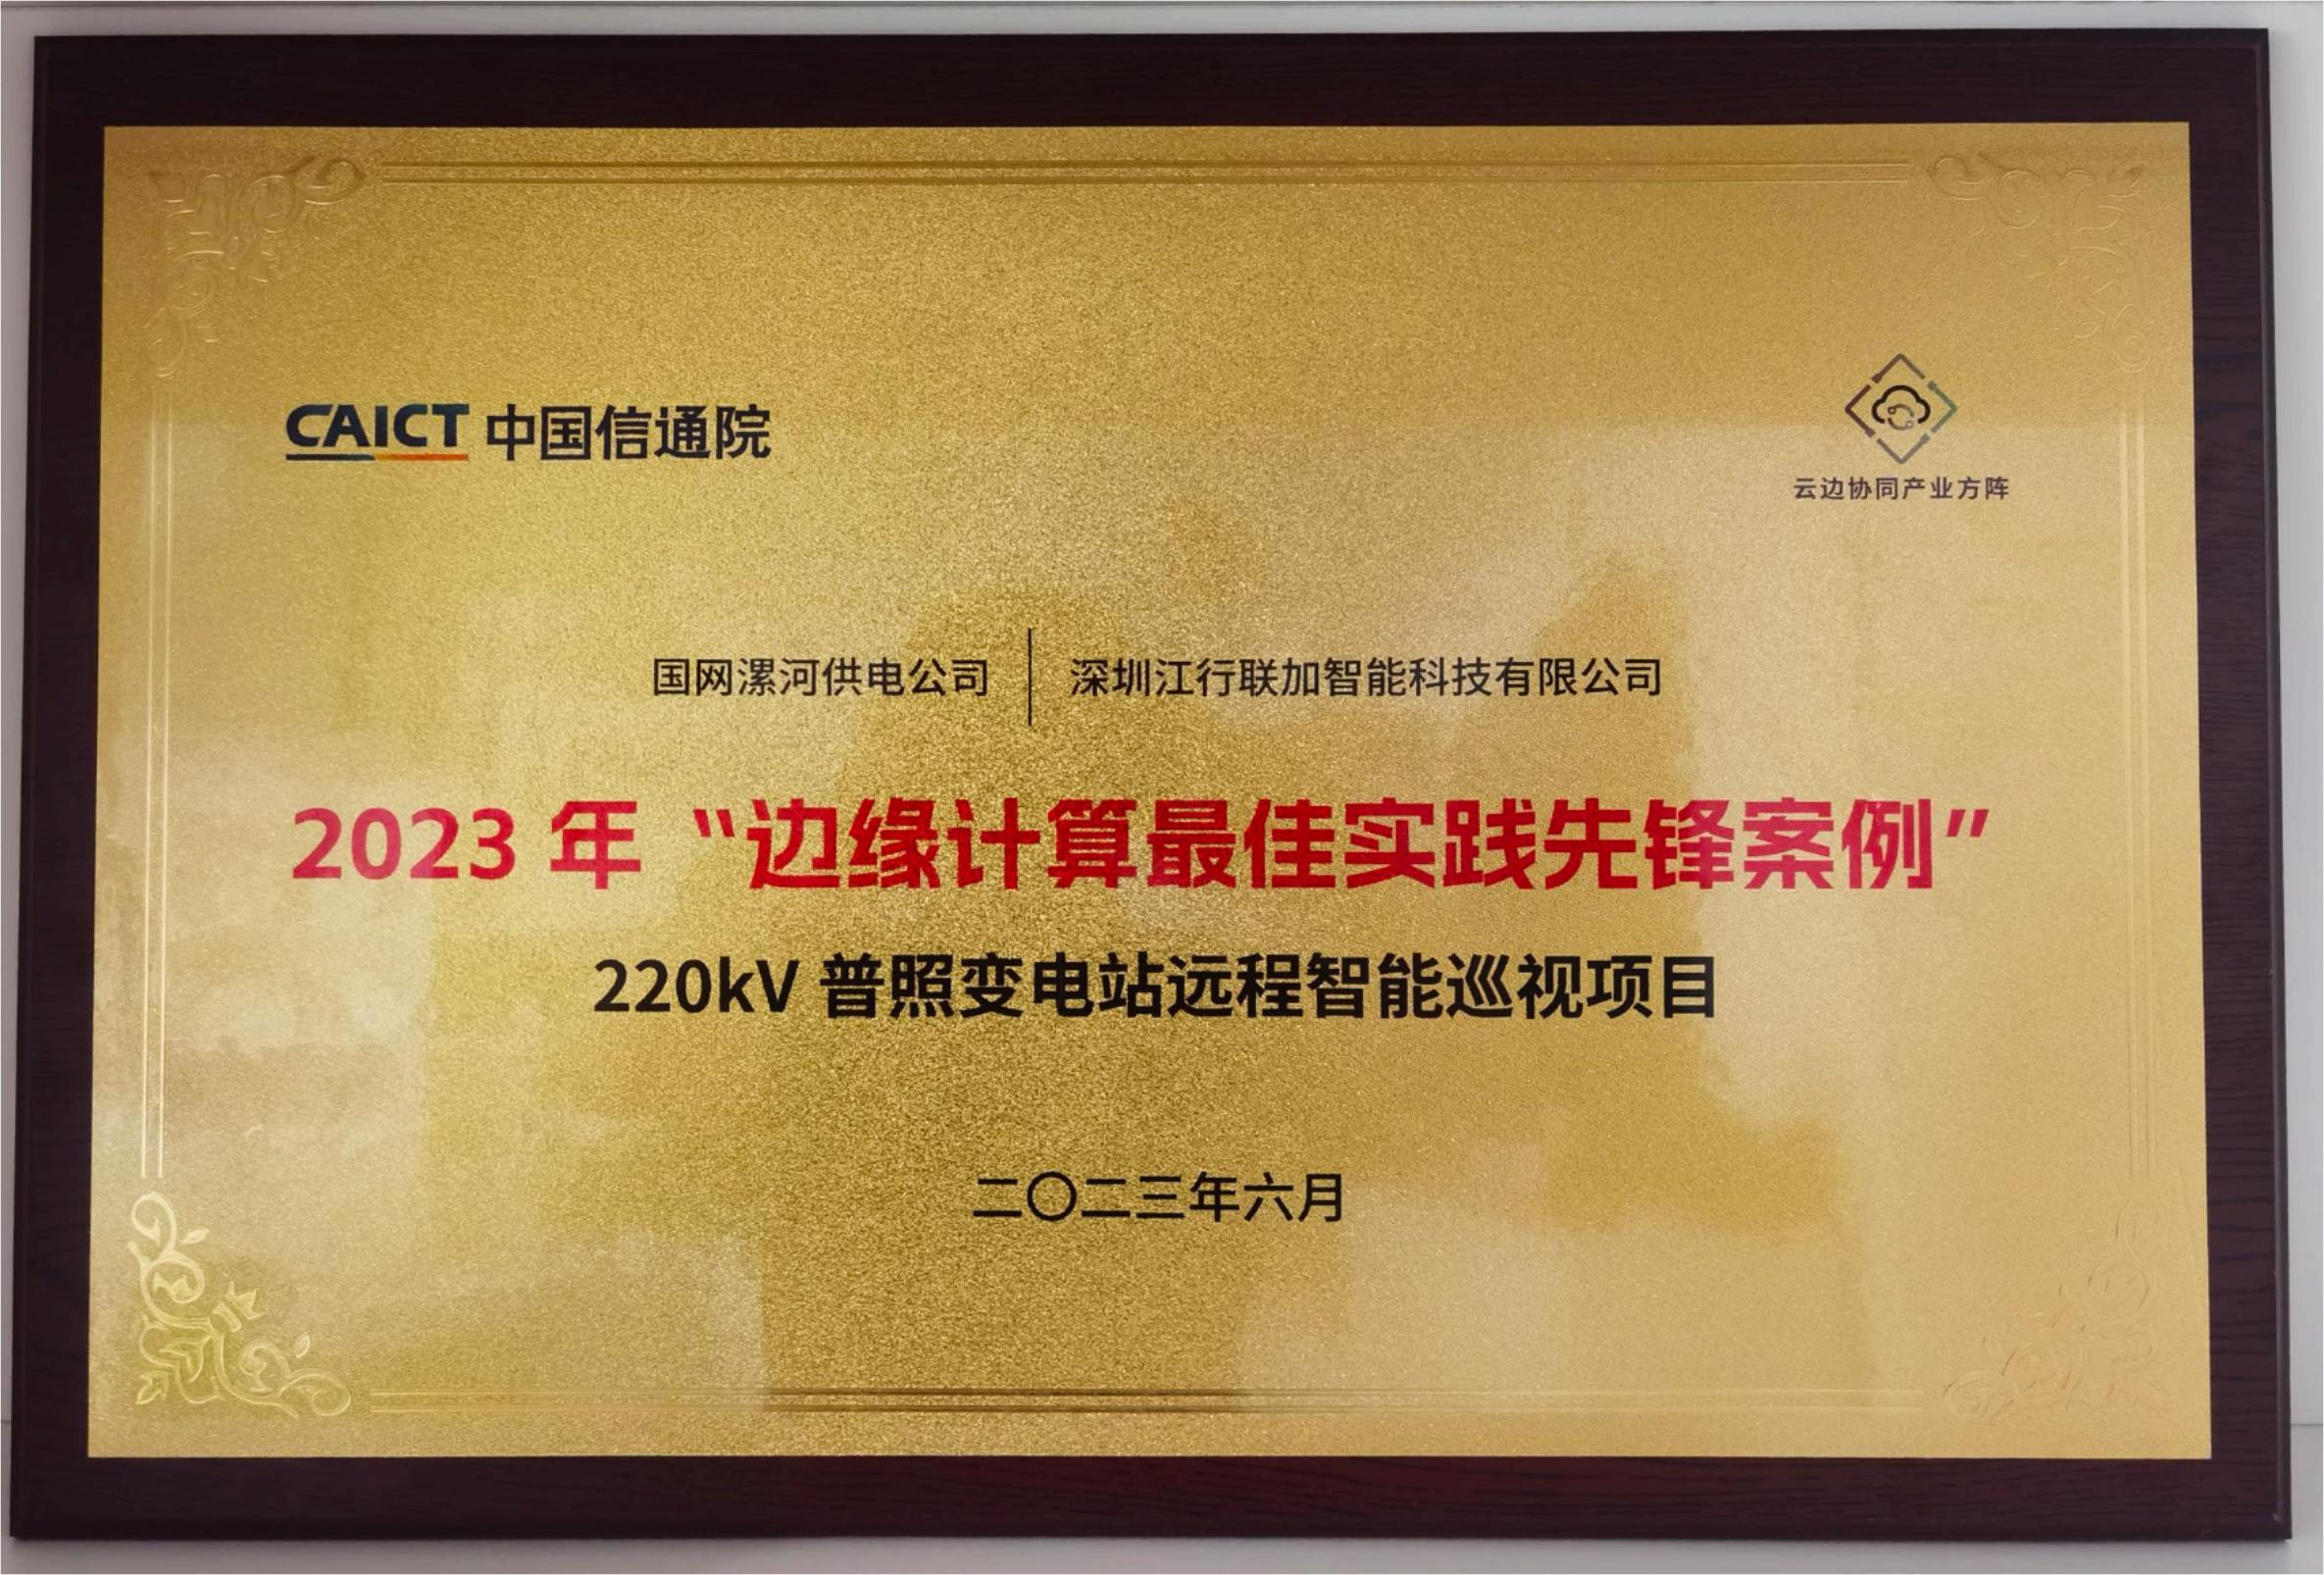 CAICT 中国信通院
云边协同产业方阵
国网漯河供电公司 | 深圳江行联加智能科技有限公司
2023 年 “边缘计算最佳实践先锋案例”
220kV 普照变电站远程智能巡视项目
二〇二三年六月